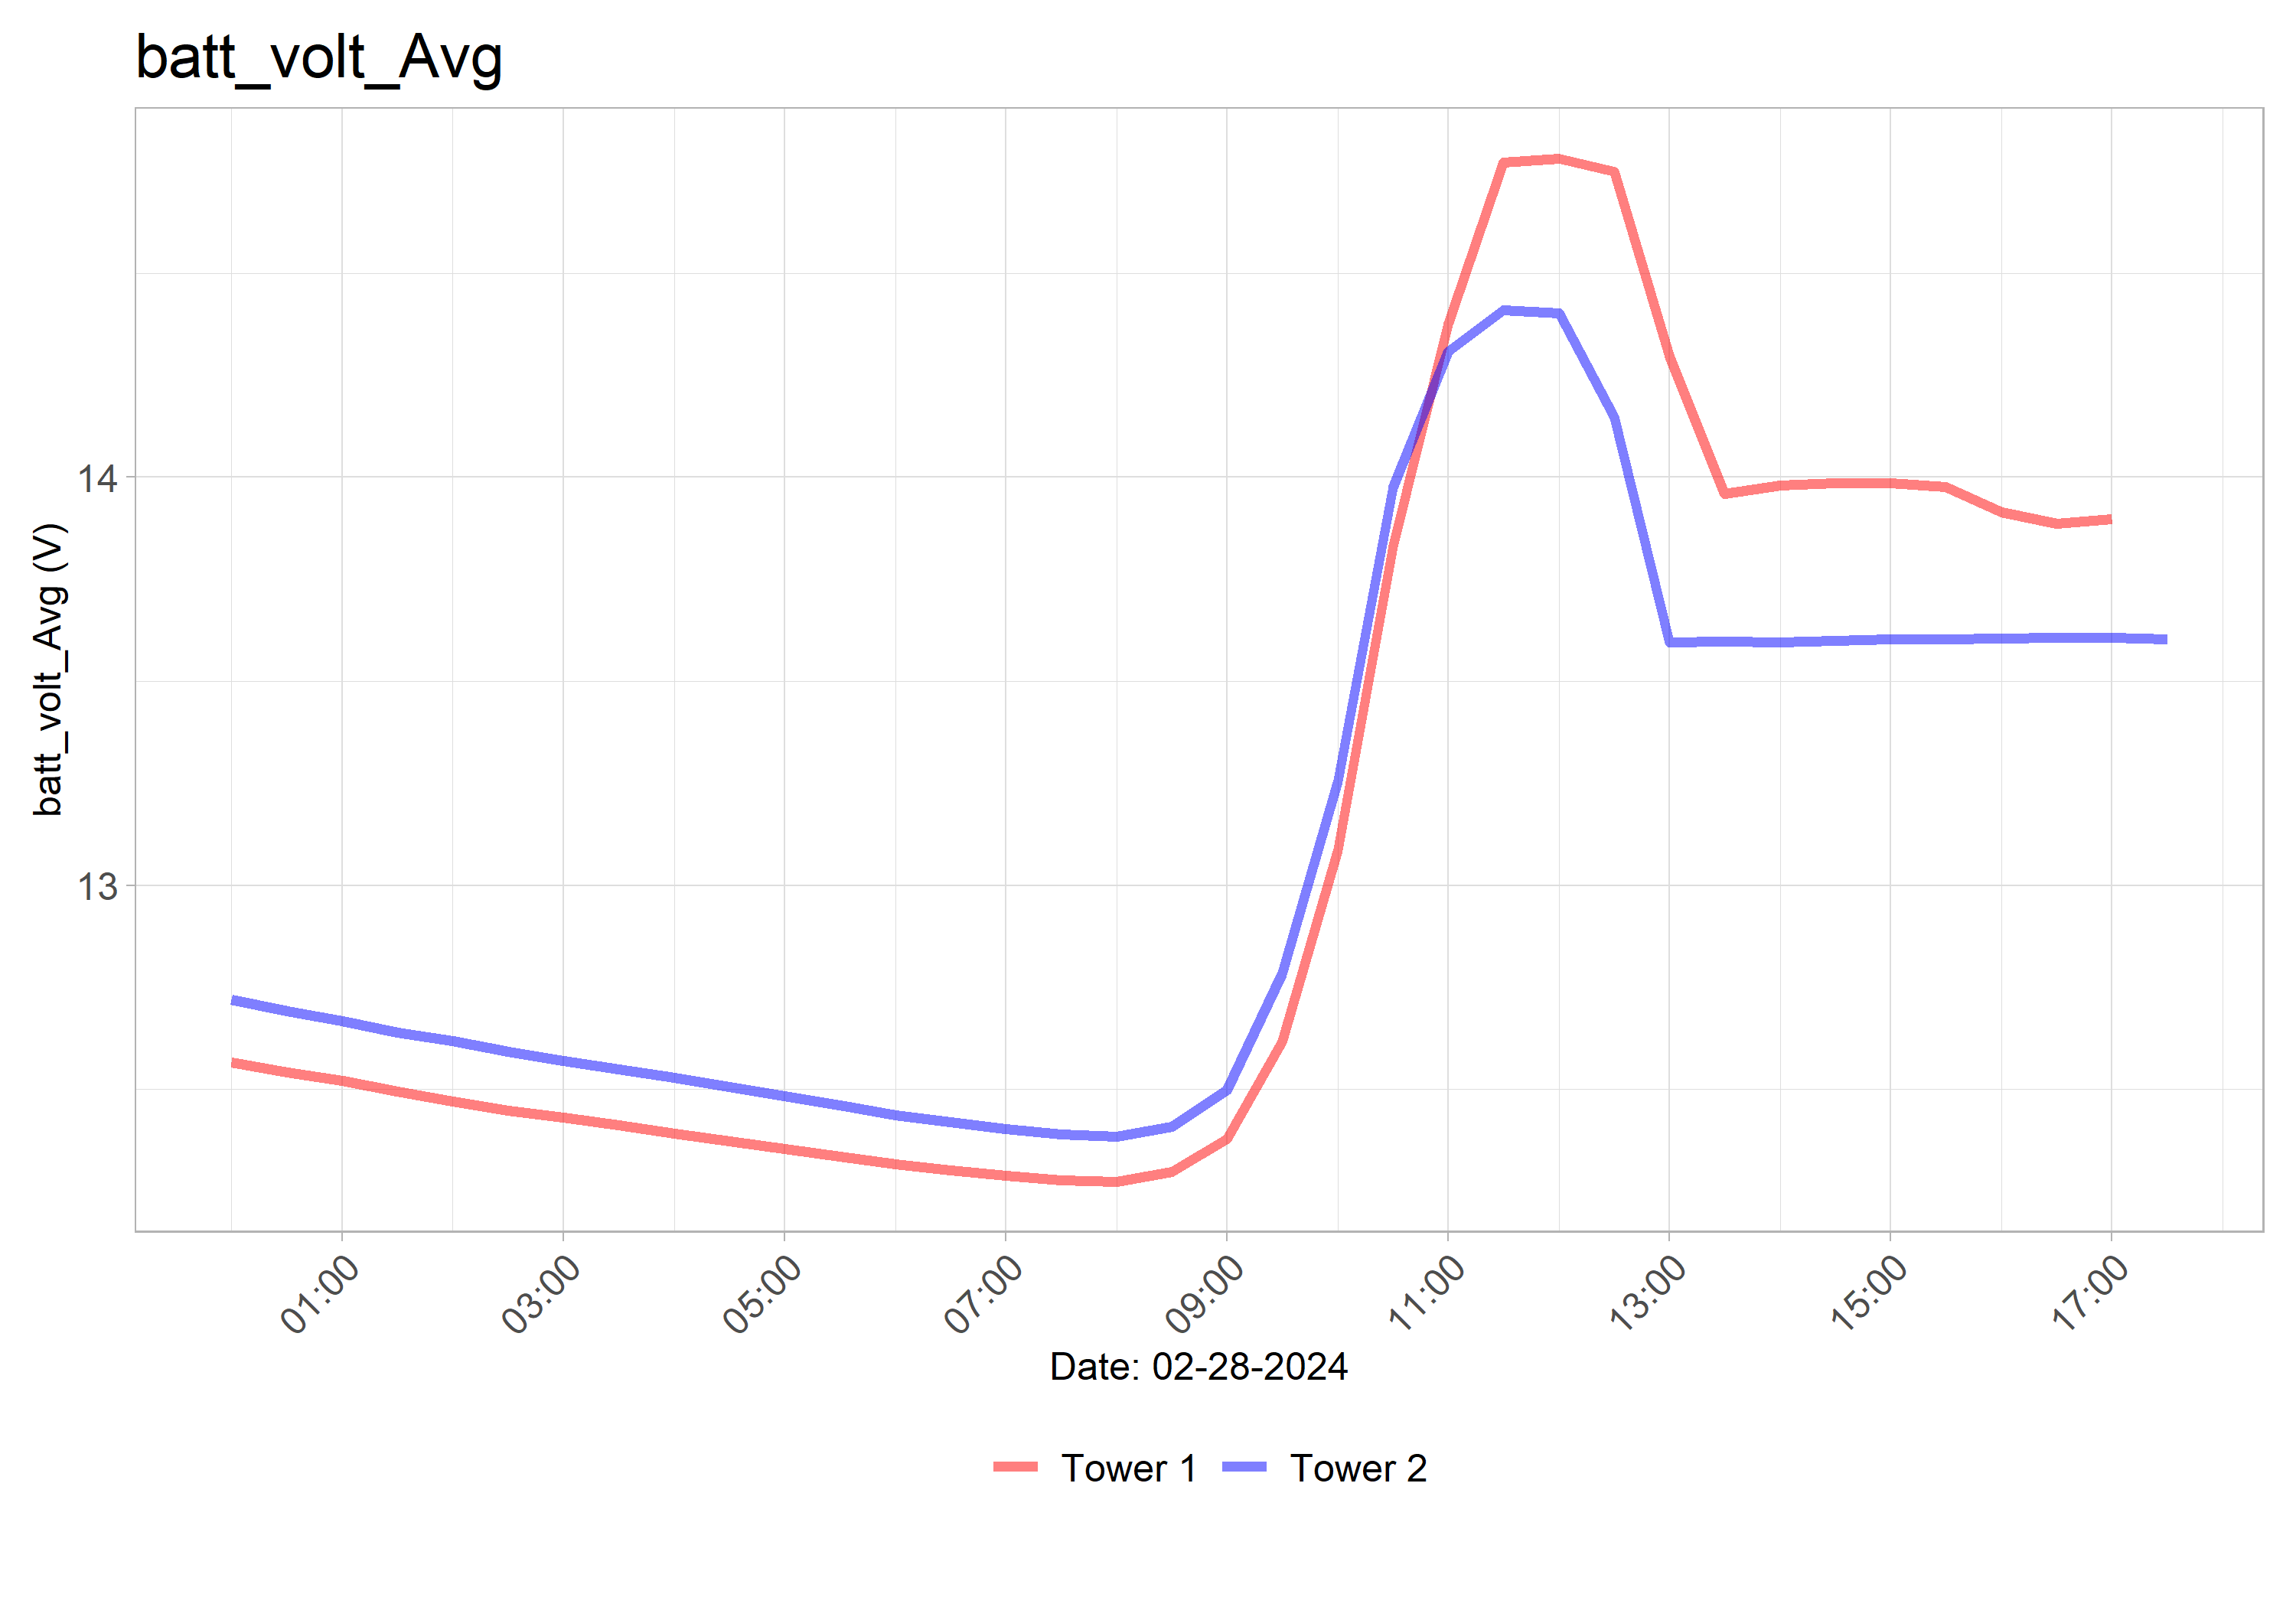 batt_volt_Avg
batt_volt_Avg (V)
14
13
01:00 03:00 05:00 07:00 09:00 11:00 13:00 15:00 17:00
Date: 02-28-2024
Tower 1 Tower 2